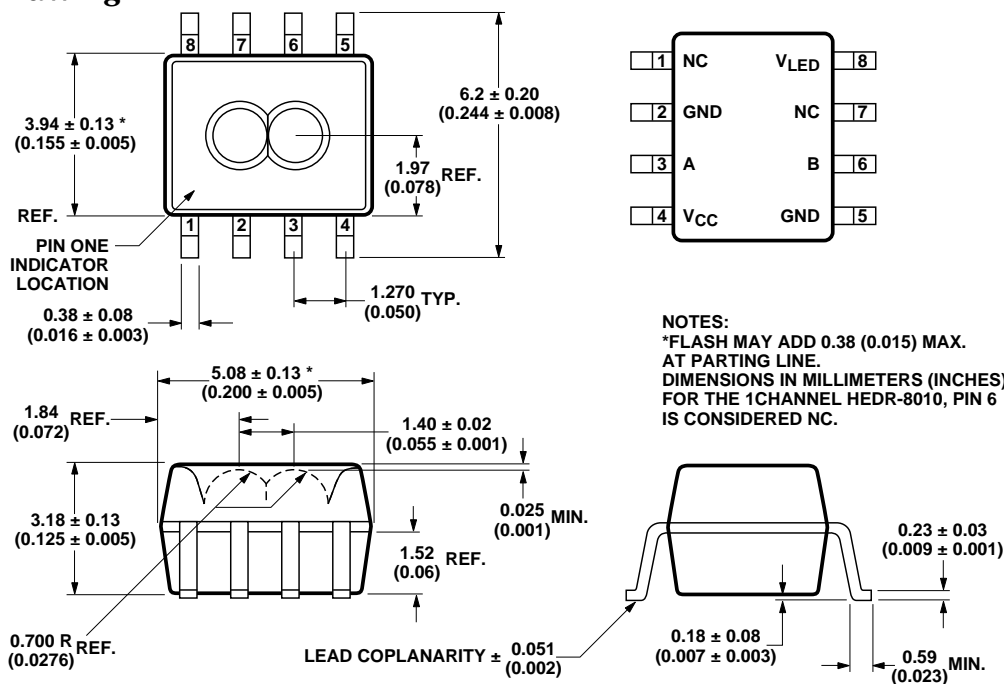 8 7 6 5
3.94 ± 0.13 *
(0.155 ± 0.005)
6.2 ± 0.20
(0.244 ± 0.008)
1.97
(0.078) REF.
REF.
PIN ONE
INDICATOR
LOCATION
1 2 3 4
0.38 ± 0.08
(0.016 ± 0.003)
1.270
(0.050) TYP.
1 NC VLED 8
2 GND NC 7
3 A B 6
4 VCC GND 5
NOTES:
*FLASH MAY ADD 0.38 (0.015) MAX.
AT PARTING LINE.
DIMENSIONS IN MILLIMETERS (INCHES)
FOR THE 1CHANNEL HEDR-8010, PIN 6
IS CONSIDERED NC.
5.08 ± 0.13 *
(0.200 ± 0.005)
1.84
(0.072) REF.
1.40 ± 0.02
(0.055 ± 0.001)
3.18 ± 0.13
(0.125 ± 0.005)
0.025
(0.001) MIN.
1.52
(0.06) REF.
0.700 R
(0.0276) REF.
LEAD COPLANARITY ± 0.051
(0.002)
0.23 ± 0.03
(0.009 ± 0.001)
0.18 ± 0.08
(0.007 ± 0.003)
0.59
(0.023) MIN.